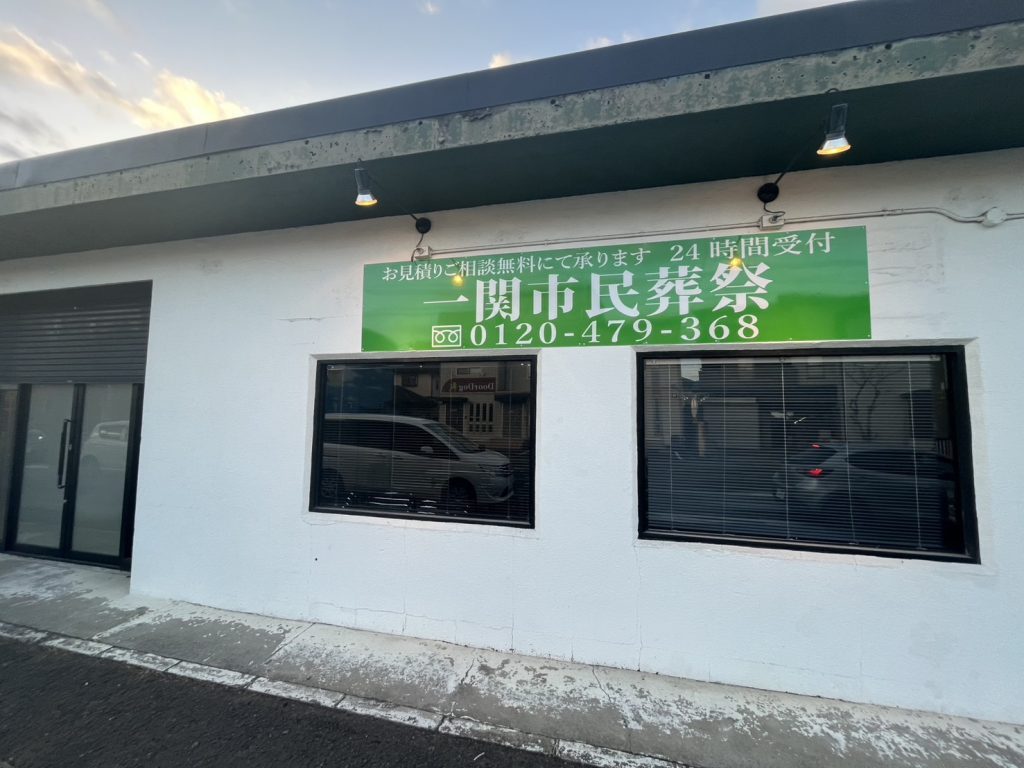 お見積りご相談無料にて承ります 24時間受付
一関市民葬祭
0120-479-368
DoorDog